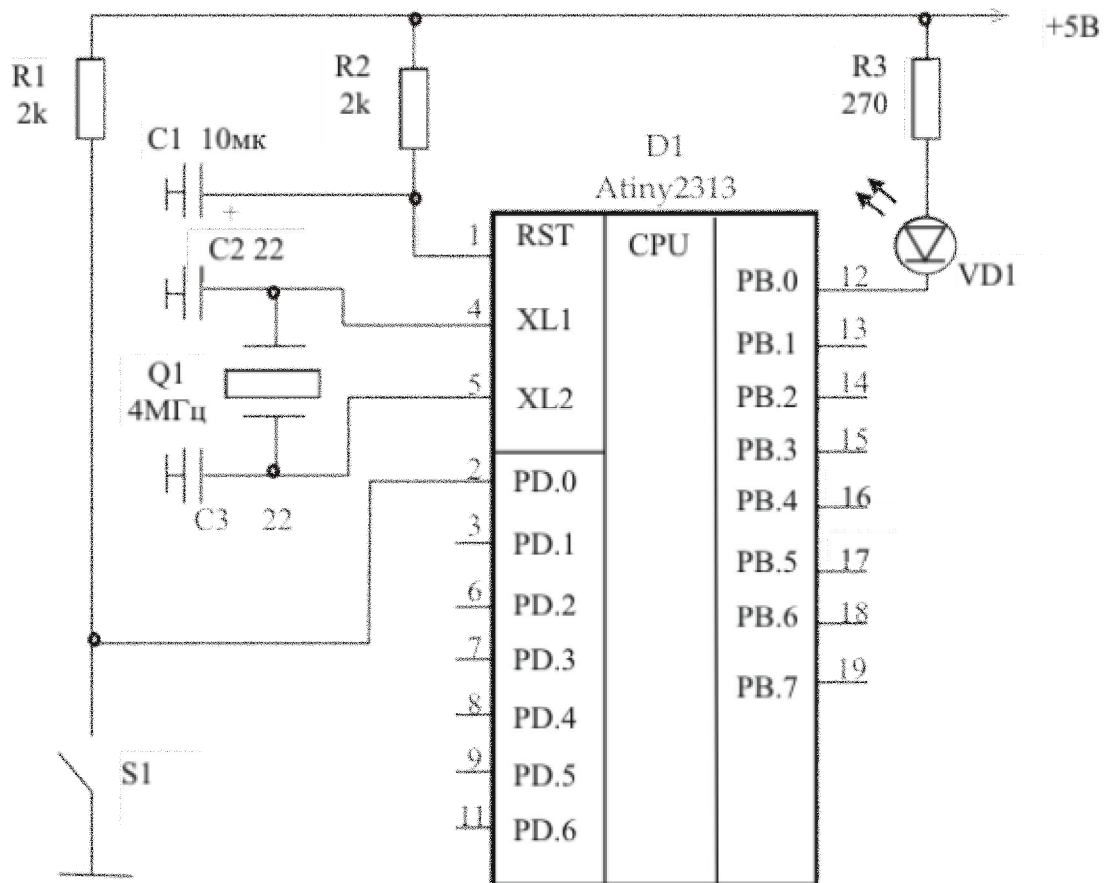 +5В
R1
2k
R2
2k
R3
270
C1 10мк
+
D1
Atiny2313
C2 22
Q1
4МГц
C3 22
1
RST
CPU
4
XL1
5
XL2
2
PD.0
3
PD.1
6
PD.2
7
PD.3
8
PD.4
9
PD.5
11
PD.6
PB.0
12
VD1
PB.1
13
PB.2
14
PB.3
15
PB.4
16
PB.5
17
PB.6
18
PB.7
19
S1